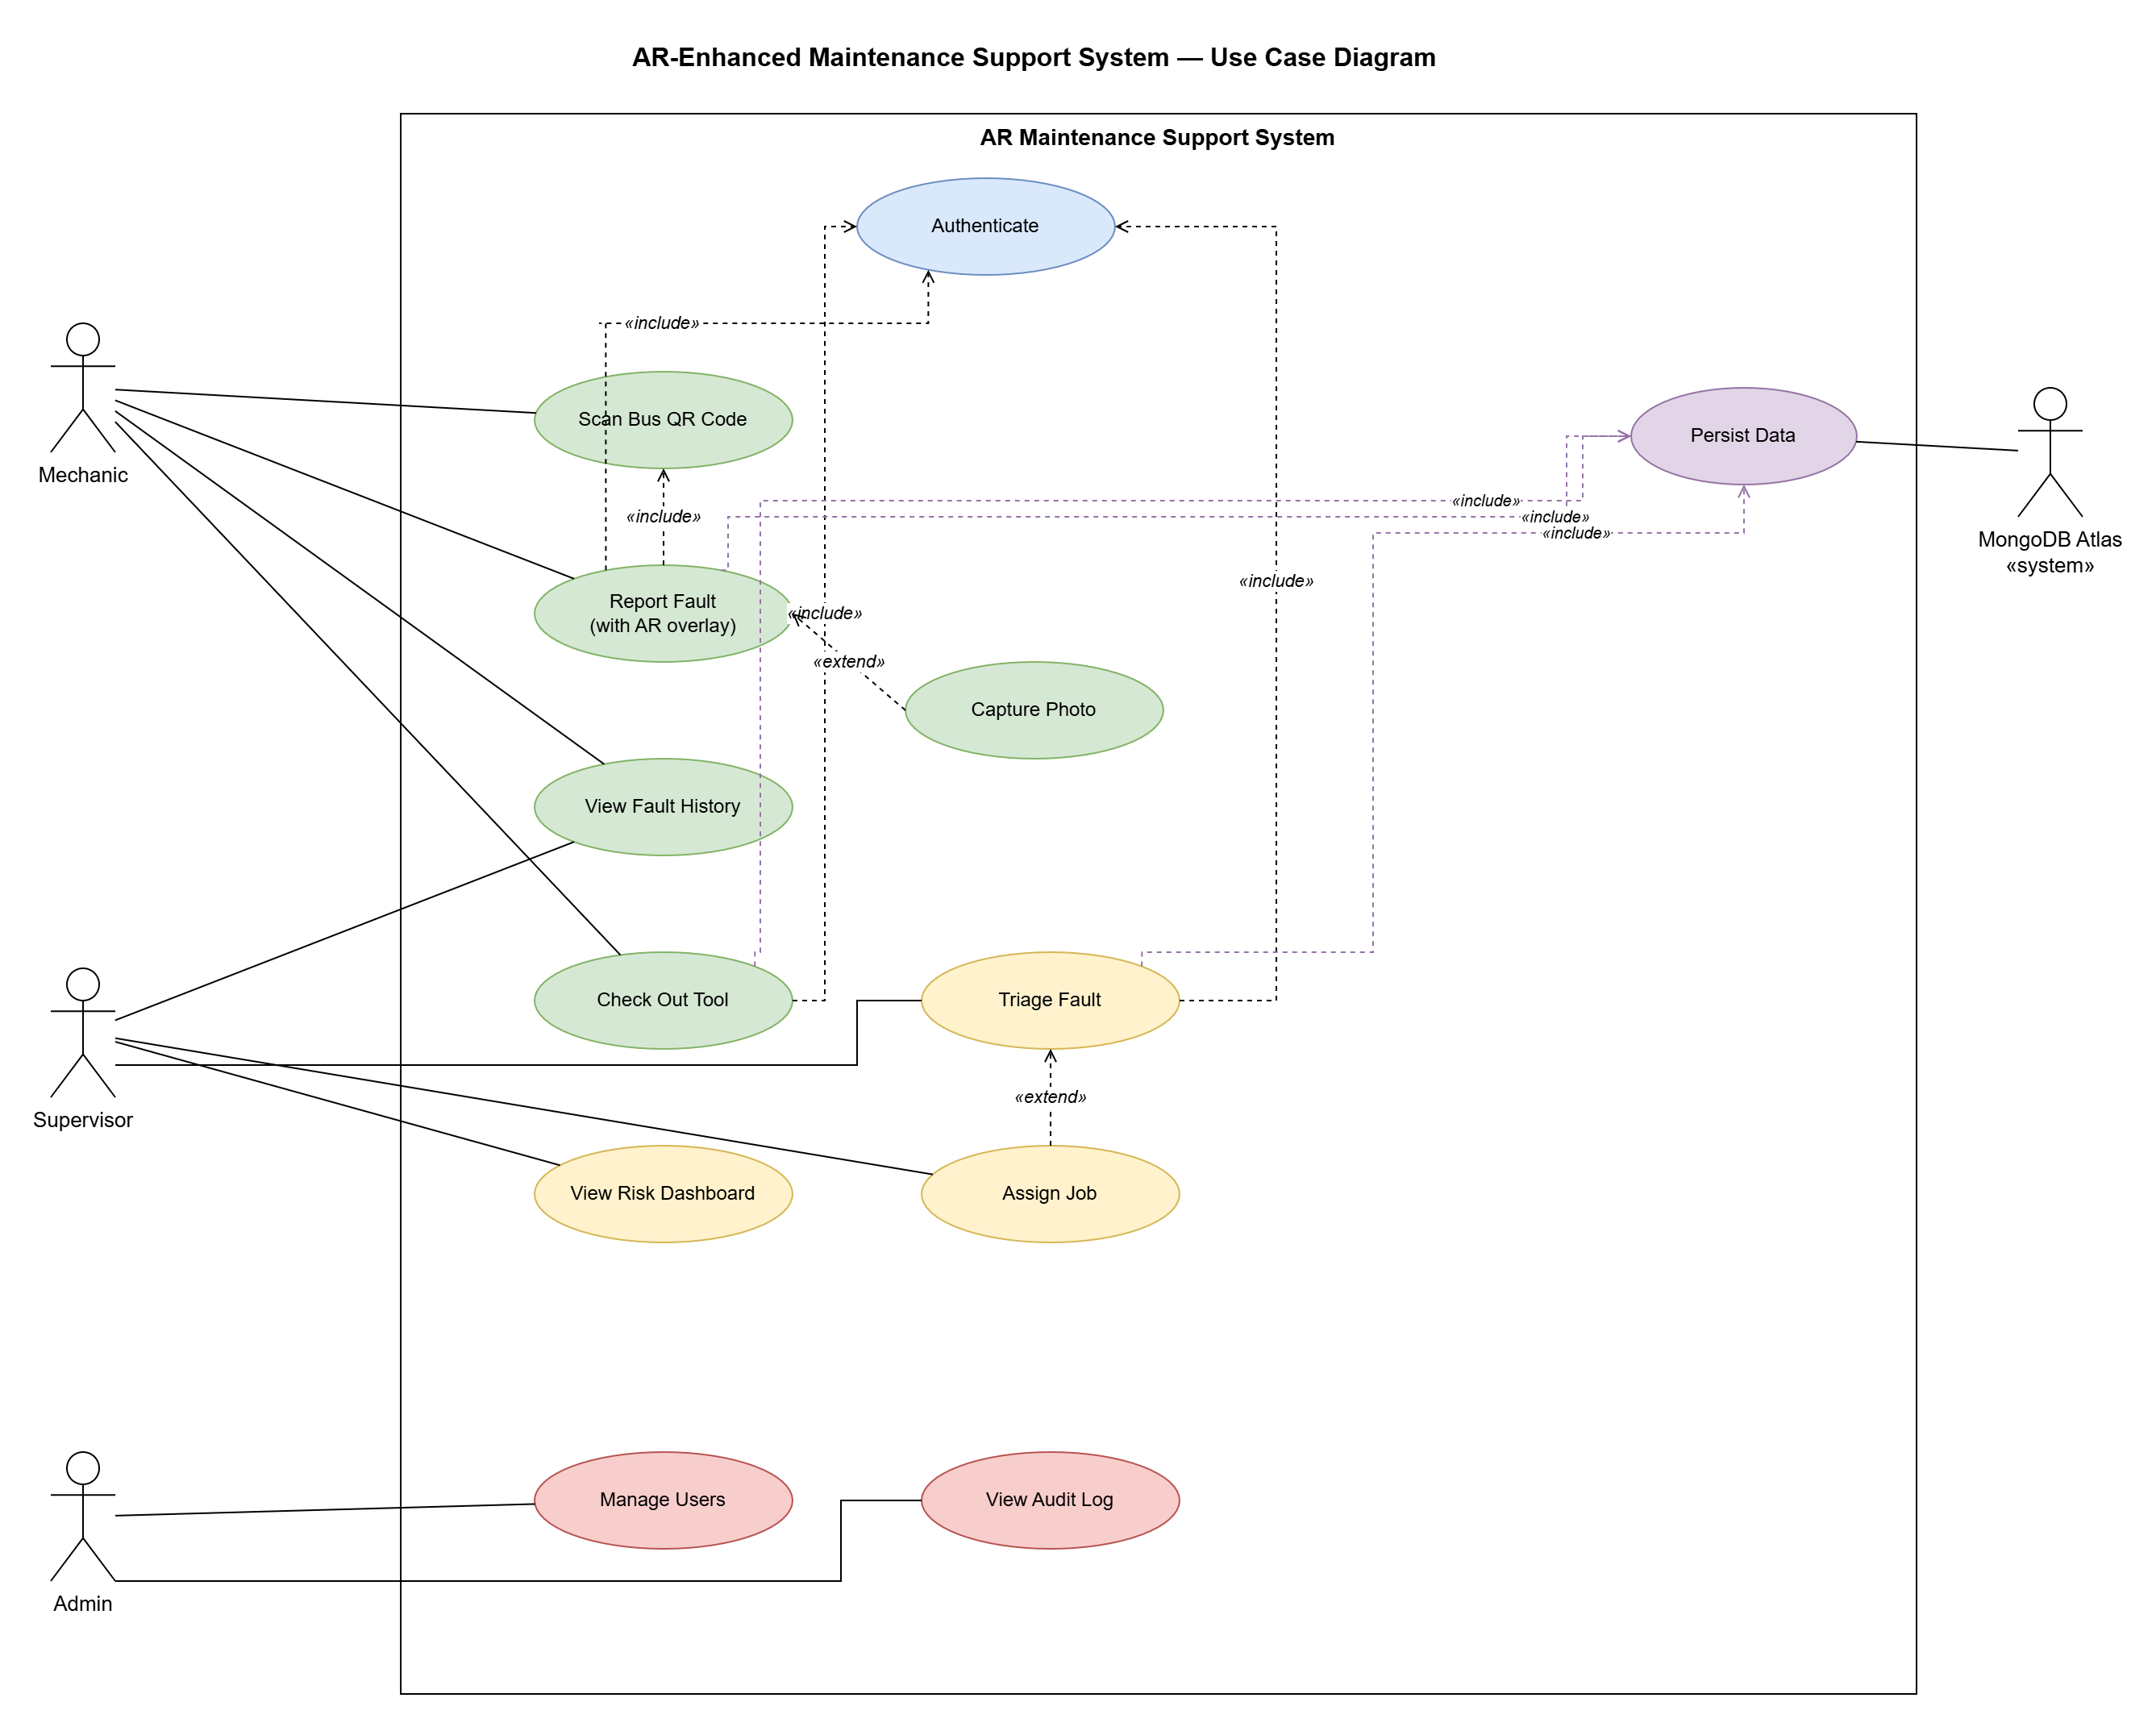 AR-Enhanced Maintenance Support System — Use Case Diagram
AR Maintenance Support System
Authenticate
«include»
Scan Bus QR Code
Persist Data
Mechanic
«include»
«include»
«include»
«include»
MongoDB Atlas
«system»
«include»
Report Fault
(with AR overlay)
«include»
«extend»
Capture Photo
View Fault History
Check Out Tool
Triage Fault
«extend»
Supervisor
View Risk Dashboard
Assign Job
Manage Users
View Audit Log
Admin